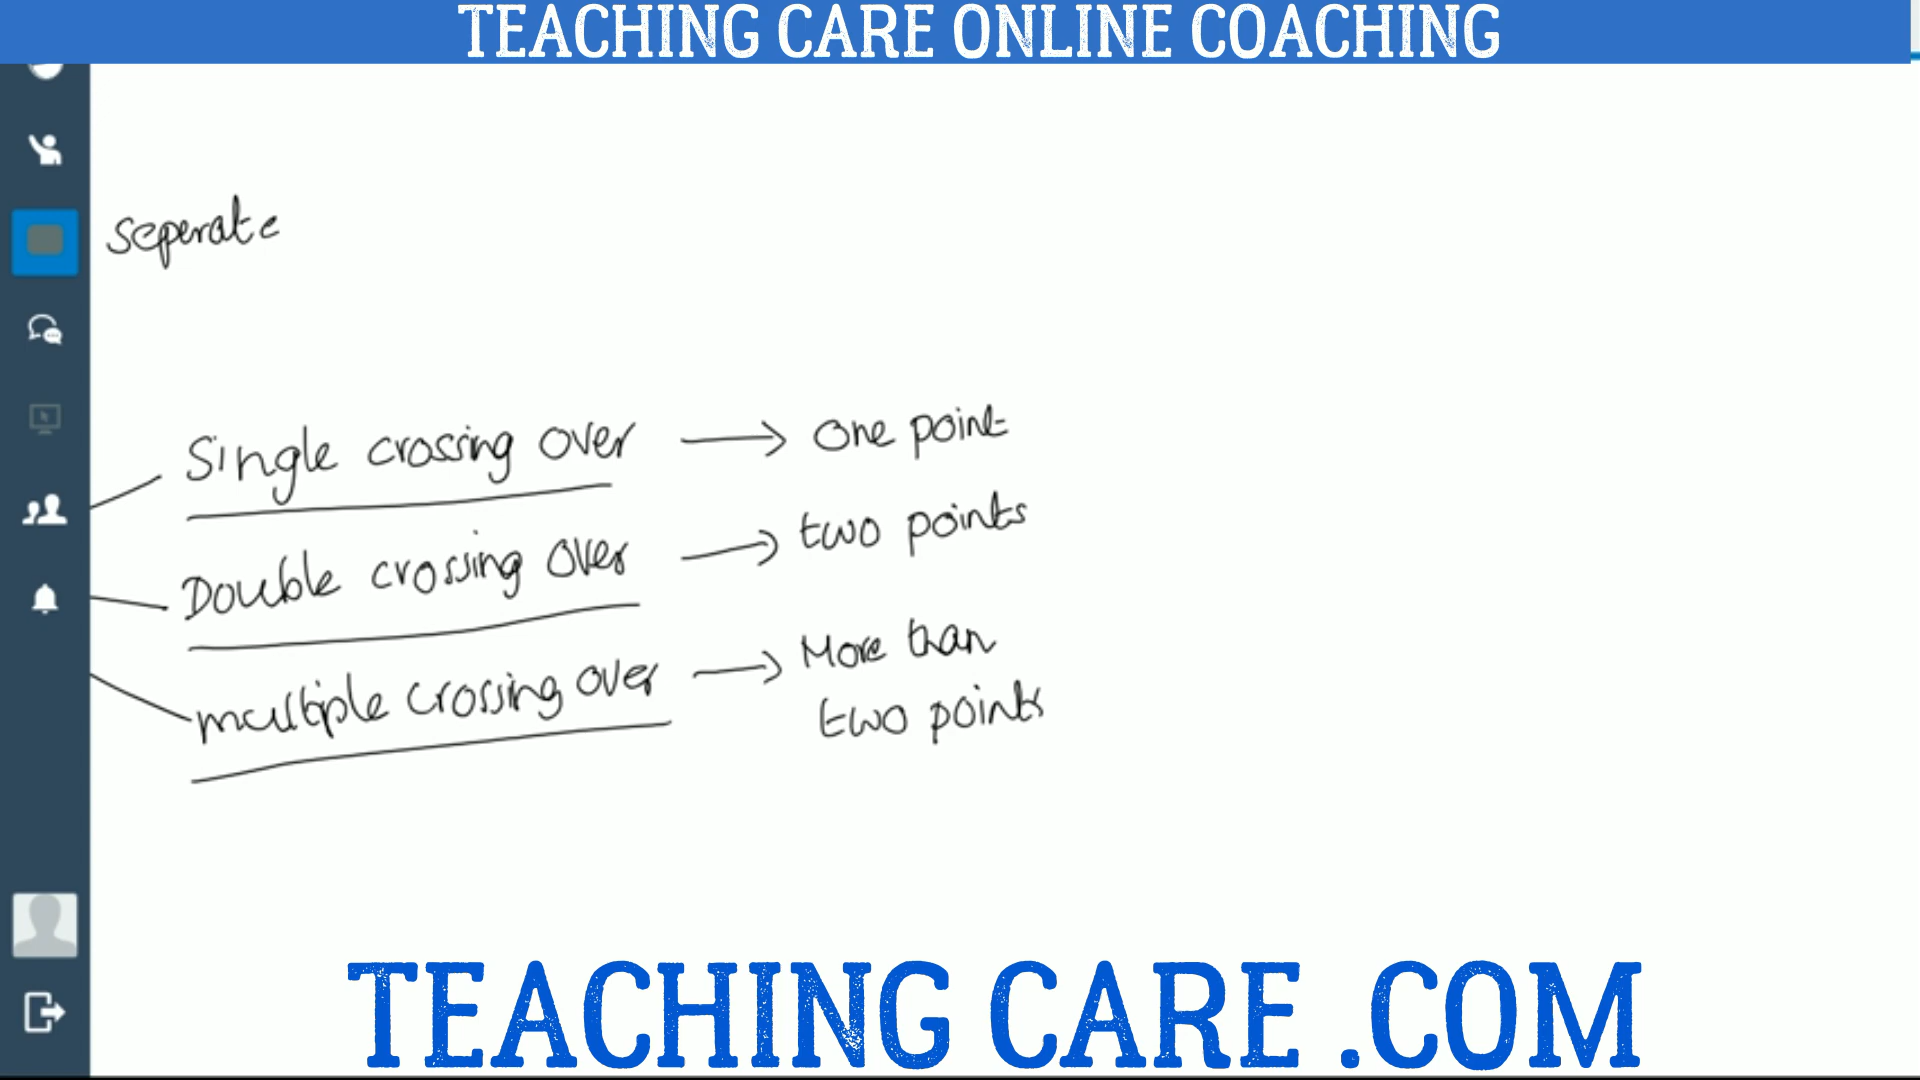 TEACHING CARE ONLINE COACHING
seperate
Single crossing over → One point
Double crossing over → two points
multiple crossing over → More than
two points
TEACHING CARE .COM